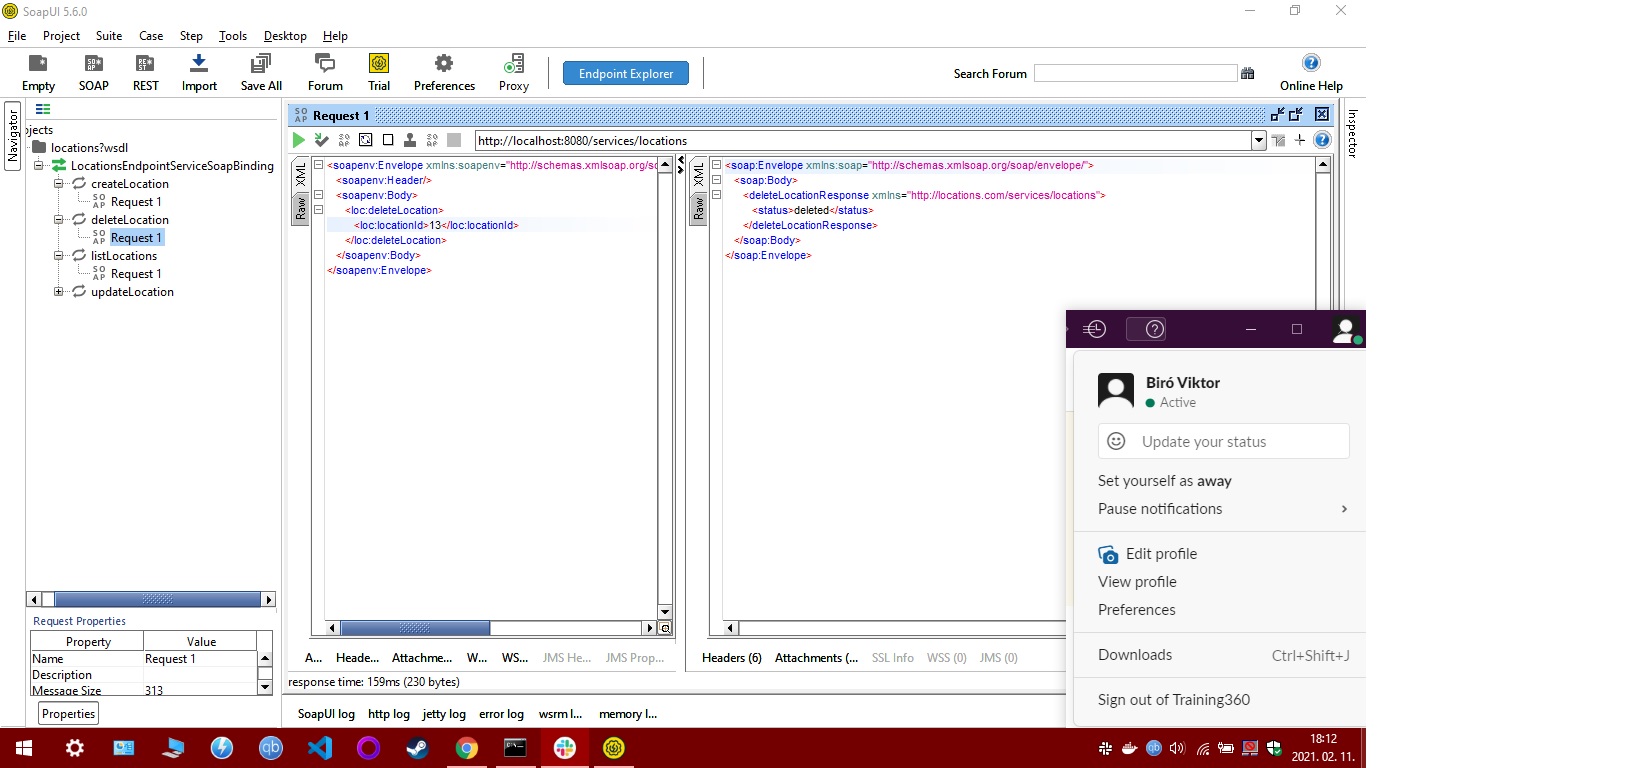 SoapUI 5.6.0
File Project Suite Case Step Tools Desktop Help
Empty SOAP REST Import Save All Forum Trial Preferences Proxy Endpoint Explorer Search Forum Online Help
Navigator
jects
locations?wsdl
LocationsEndpointServiceSoapBinding
createLocation
Request 1
deleteLocation
Request 1
listLocations
Request 1
updateLocation
Request Properties
Property Value
Name Request 1
Description
Message Size 313
Properties
Request 1
http://localhost:8080/services/locations
XML
Raw
<soapenv:Envelope xmlns:soapenv="http://schemas.xmlsoap.org/so
<soapenv:Header/>
<soapenv:Body>
<loc:deleteLocation>
<loc:locationId>13</loc:locationId>
</loc:deleteLocation>
</soapenv:Body>
</soapenv:Envelope>
XML
Raw
<soap:Envelope xmlns:soap="http://schemas.xmlsoap.org/soap/envelope/">
<soap:Body>
<deleteLocationResponse xmlns="http://locations.com/services/locations">
<status>deleted</status>
</deleteLocationResponse>
</soap:Body>
</soap:Envelope>
Inspector
A... Heade... Attachme... W... WS... JMS He... JMS Prop...
Headers (6) Attachments (... SSL Info WSS (0) JMS (0)
response time: 159ms (230 bytes)
SoapUI log http log jetty log error log wsrm l... memory l...
Biró Viktor
Active
Update your status
Set yourself as away
Pause notifications
Edit profile
View profile
Preferences
Downloads Ctrl+Shift+J
Sign out of Training360
18:12
2021. 02. 11.